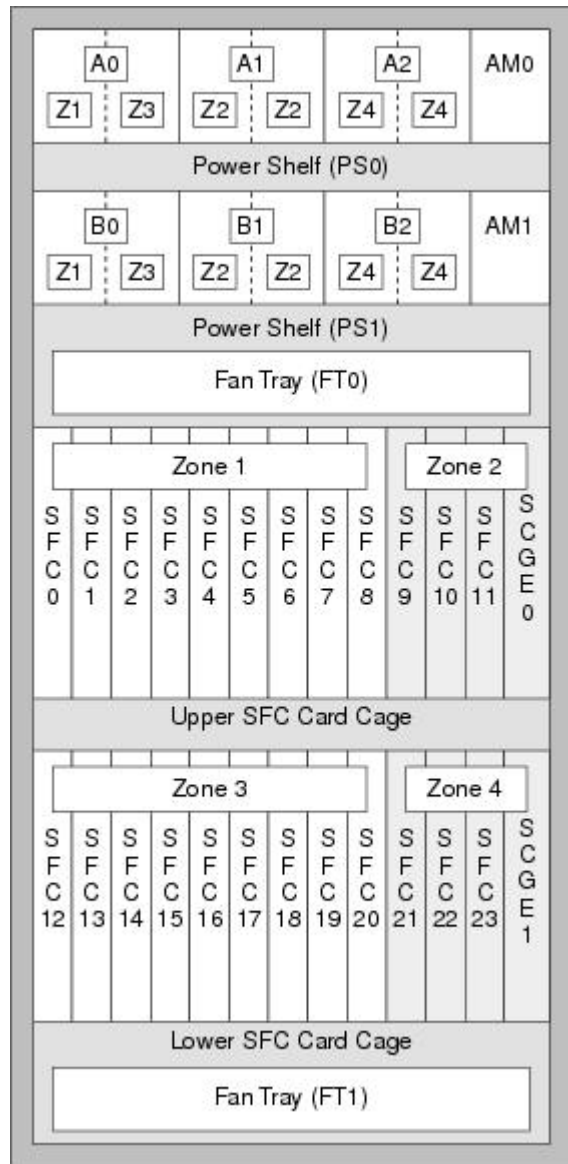 A0 A1 A2 AM0
Z1 Z3 Z2 Z2 Z4 Z4
Power Shelf (PS0)
B0 B1 B2 AM1
Z1 Z3 Z2 Z2 Z4 Z4
Power Shelf (PS1)
Fan Tray (FT0)
Zone 1 Zone 2
SFC0 SFC1 SFC2 SFC3 SFC4 SFC5 SFC6 SFC7 SFC8 SFC9 SFC10 SFC11 SCGE0
Upper SFC Card Cage
Zone 3 Zone 4
SFC12 SFC13 SFC14 SFC15 SFC16 SFC17 SFC18 SFC19 SFC20 SFC21 SFC22 SFC23 SCGE1
Lower SFC Card Cage
Fan Tray (FT1)